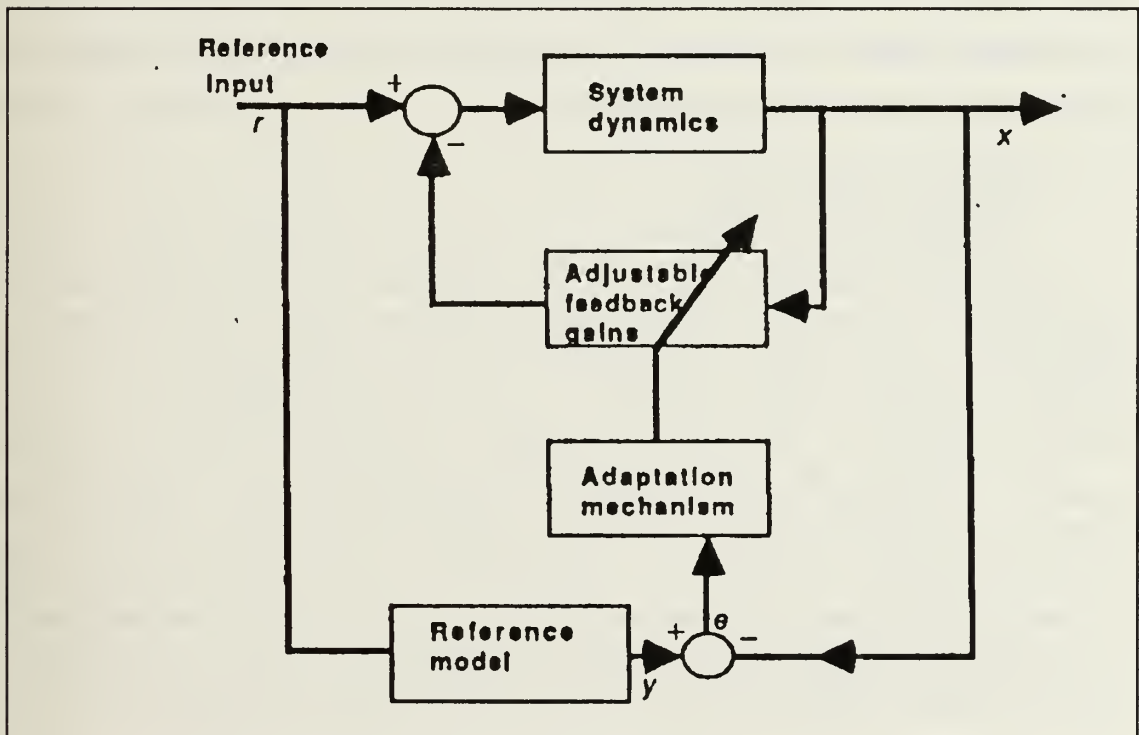 Reference
Input
r
+
−
System
dynamics
x
Adjustable
feedback
gains
Adaptation
mechanism
Reference
model
y
+
e
−